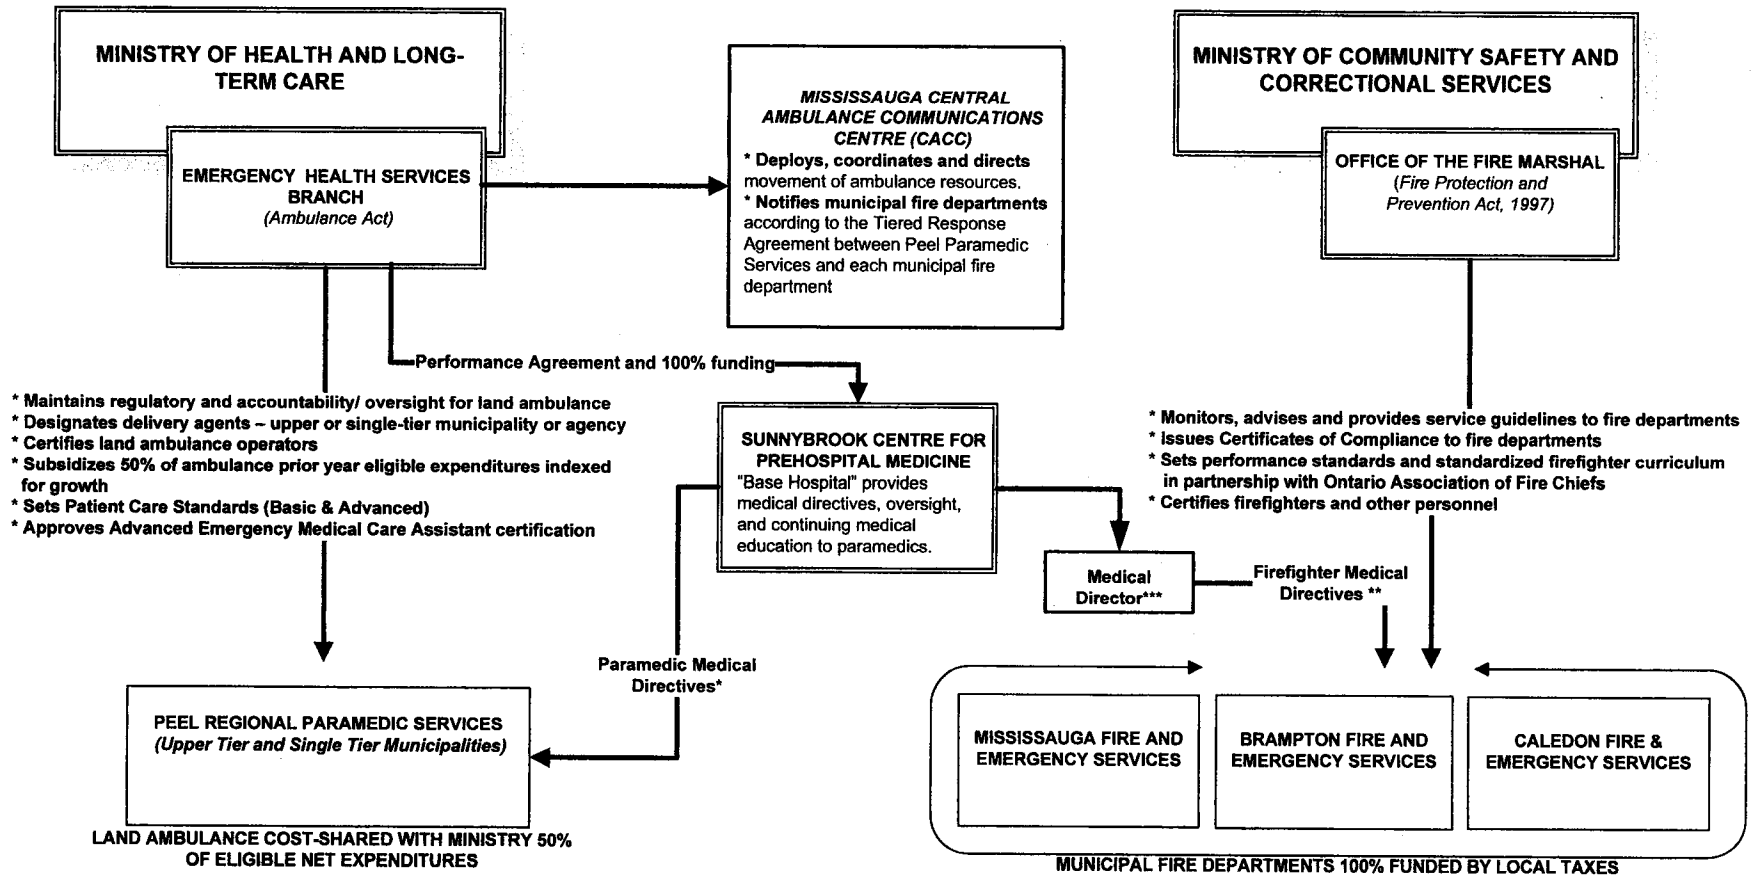 MINISTRY OF HEALTH AND LONG-
TERM CARE
EMERGENCY HEALTH SERVICES
BRANCH
(Ambulance Act)
MISSISSAUGA CENTRAL
AMBULANCE COMMUNICATIONS
CENTRE (CACC)
* Deploys, coordinates and directs
movement of ambulance resources.
* Notifies municipal fire departments
according to the Tiered Response
Agreement between Peel Paramedic
Services and each municipal fire
department
MINISTRY OF COMMUNITY SAFETY AND
CORRECTIONAL SERVICES
OFFICE OF THE FIRE MARSHAL
(Fire Protection and
Prevention Act, 1997)
Performance Agreement and 100% funding
* Maintains regulatory and accountability/ oversight for land ambulance
* Designates delivery agents – upper or single-tier municipality or agency
* Certifies land ambulance operators
* Subsidizes 50% of ambulance prior year eligible expenditures indexed
for growth
* Sets Patient Care Standards (Basic & Advanced)
* Approves Advanced Emergency Medical Care Assistant certification
SUNNYBROOK CENTRE FOR
PREHOSPITAL MEDICINE
"Base Hospital" provides
medical directives, oversight,
and continuing medical
education to paramedics.
* Monitors, advises and provides service guidelines to fire departments
* Issues Certificates of Compliance to fire departments
* Sets performance standards and standardized firefighter curriculum
in partnership with Ontario Association of Fire Chiefs
* Certifies firefighters and other personnel
Medical
Director***
Firefighter Medical
Directives **
Paramedic Medical
Directives*
PEEL REGIONAL PARAMEDIC SERVICES
(Upper Tier and Single Tier Municipalities)
LAND AMBULANCE COST-SHARED WITH MINISTRY 50%
OF ELIGIBLE NET EXPENDITURES
MISSISSAUGA FIRE AND
EMERGENCY SERVICES
BRAMPTON FIRE AND
EMERGENCY SERVICES
CALEDON FIRE &
EMERGENCY SERVICES
MUNICIPAL FIRE DEPARTMENTS 100% FUNDED BY LOCAL TAXES